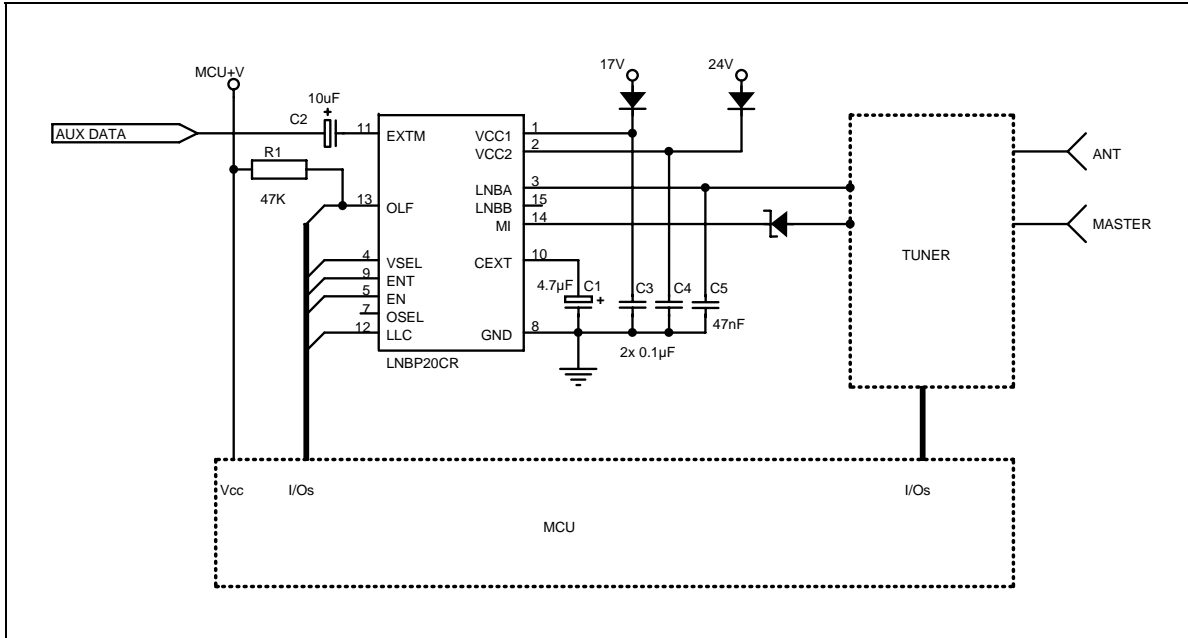 17V
24V
MCU+V
10uF
C2
AUX DATA
11
EXTM
VCC1
1
VCC2
2
R1
47K
LNBA
3
ANT
13
OLF
LNBB
15
MI
14
MASTER
TUNER
4
VSEL
CEXT
10
9
ENT
4.7µF
C1
+
C3
C4
C5
5
EN
7
OSEL
47nF
12
LLC
GND
8
2x 0.1µF
LNBP20CR
Vcc
I/Os
I/Os
MCU